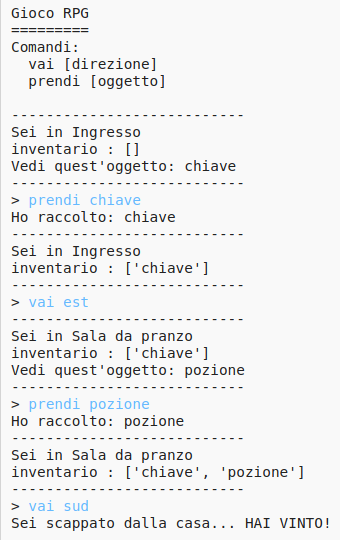 Gioco RPG
=========
Comandi:
  vai [direzione]
  prendi [oggetto]

---------------------------
Sei in Ingresso
inventario : []
Vedi quest'oggetto: chiave
---------------------------
> prendi chiave
Ho raccolto: chiave
---------------------------
Sei in Ingresso
inventario : ['chiave']
---------------------------
> vai est
---------------------------
Sei in Sala da pranzo
inventario : ['chiave']
Vedi quest'oggetto: pozione
---------------------------
> prendi pozione
Ho raccolto: pozione
---------------------------
Sei in Sala da pranzo
inventario : ['chiave', 'pozione']
---------------------------
> vai sud
Sei scappato dalla casa... HAI VINTO!